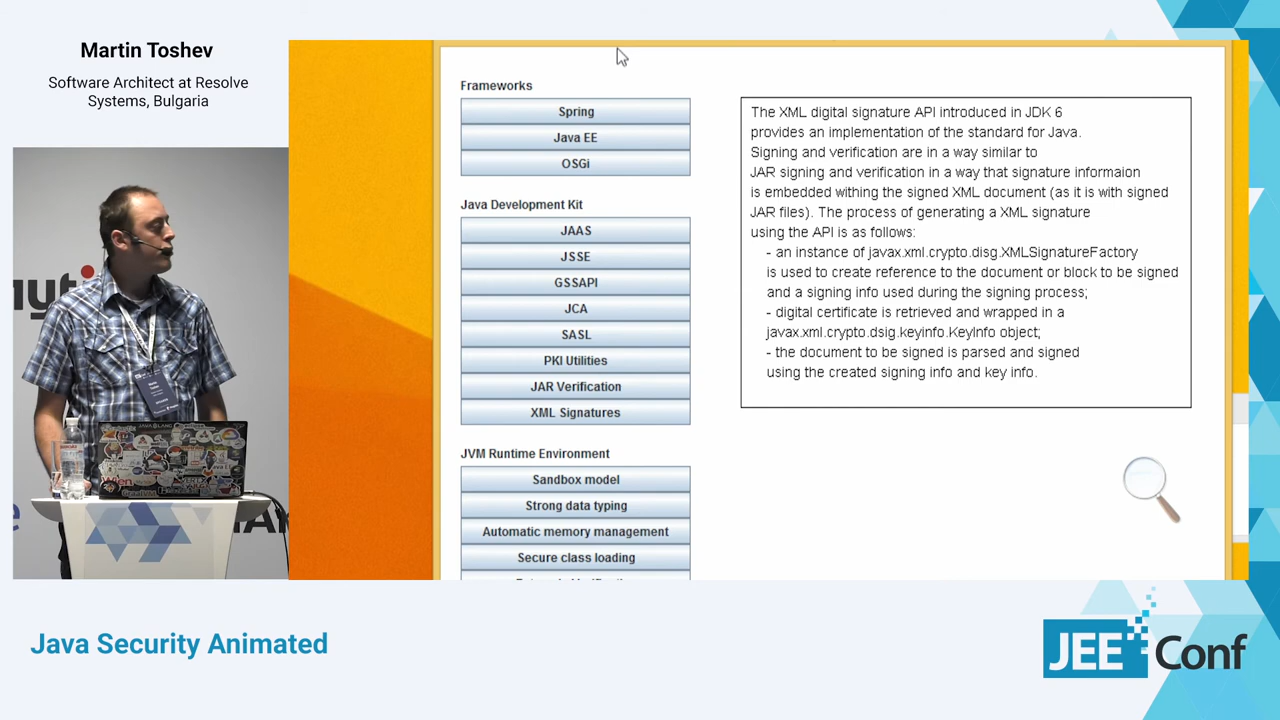 Martin Toshev
Software Architect at Resolve
Systems, Bulgaria
Frameworks
Spring
Java EE
OSGi
Java Development Kit
JAAS
JSSE
GSSAPI
JCA
SASL
PKI Utilities
JAR Verification
XML Signatures
JVM Runtime Environment
Sandbox model
Strong data typing
Automatic memory management
Secure class loading
The XML digital signature API introduced in JDK 6
provides an implementation of the standard for Java.
Signing and verification are in a way similar to
JAR signing and verification in a way that signature informaion
is embedded withing the signed XML document (as it is with signed
JAR files). The process of generating a XML signature
using the API is as follows:
- an instance of javax.xml.crypto.disg.XMLSignatureFactory
is used to create reference to the document or block to be signed
and a signing info used during the signing process;
- digital certificate is retrieved and wrapped in a
javax.xml.crypto.dsig.keyinfo.KeyInfo object;
- the document to be signed is parsed and signed
using the created signing info and key info.
JAVA2LANG
Java Security Animated
JEE Conf